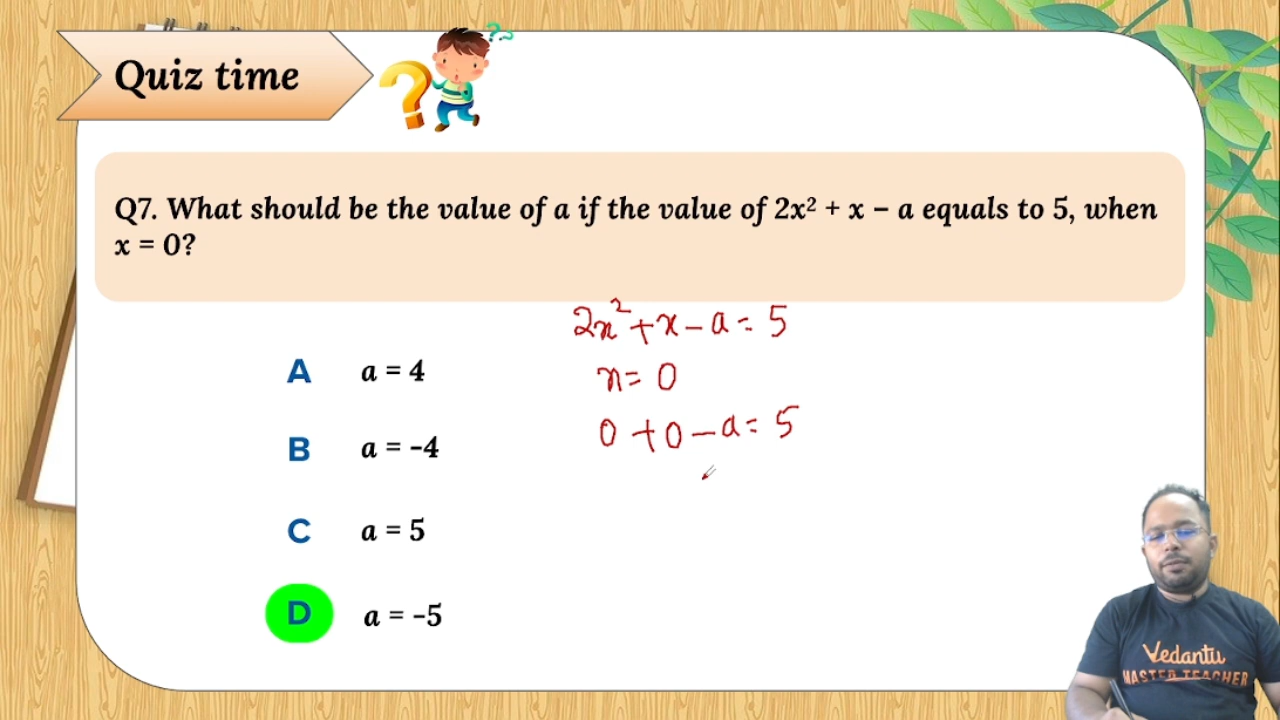 Quiz time
Q7. What should be the value of a if the value of 2x² + x − a equals to 5, when
x = 0?
2x² + x − a = 5
x = 0
0 + 0 − a = 5
A a = 4
B a = -4
C a = 5
D a = -5
Vedantu
MASTER TEACHER